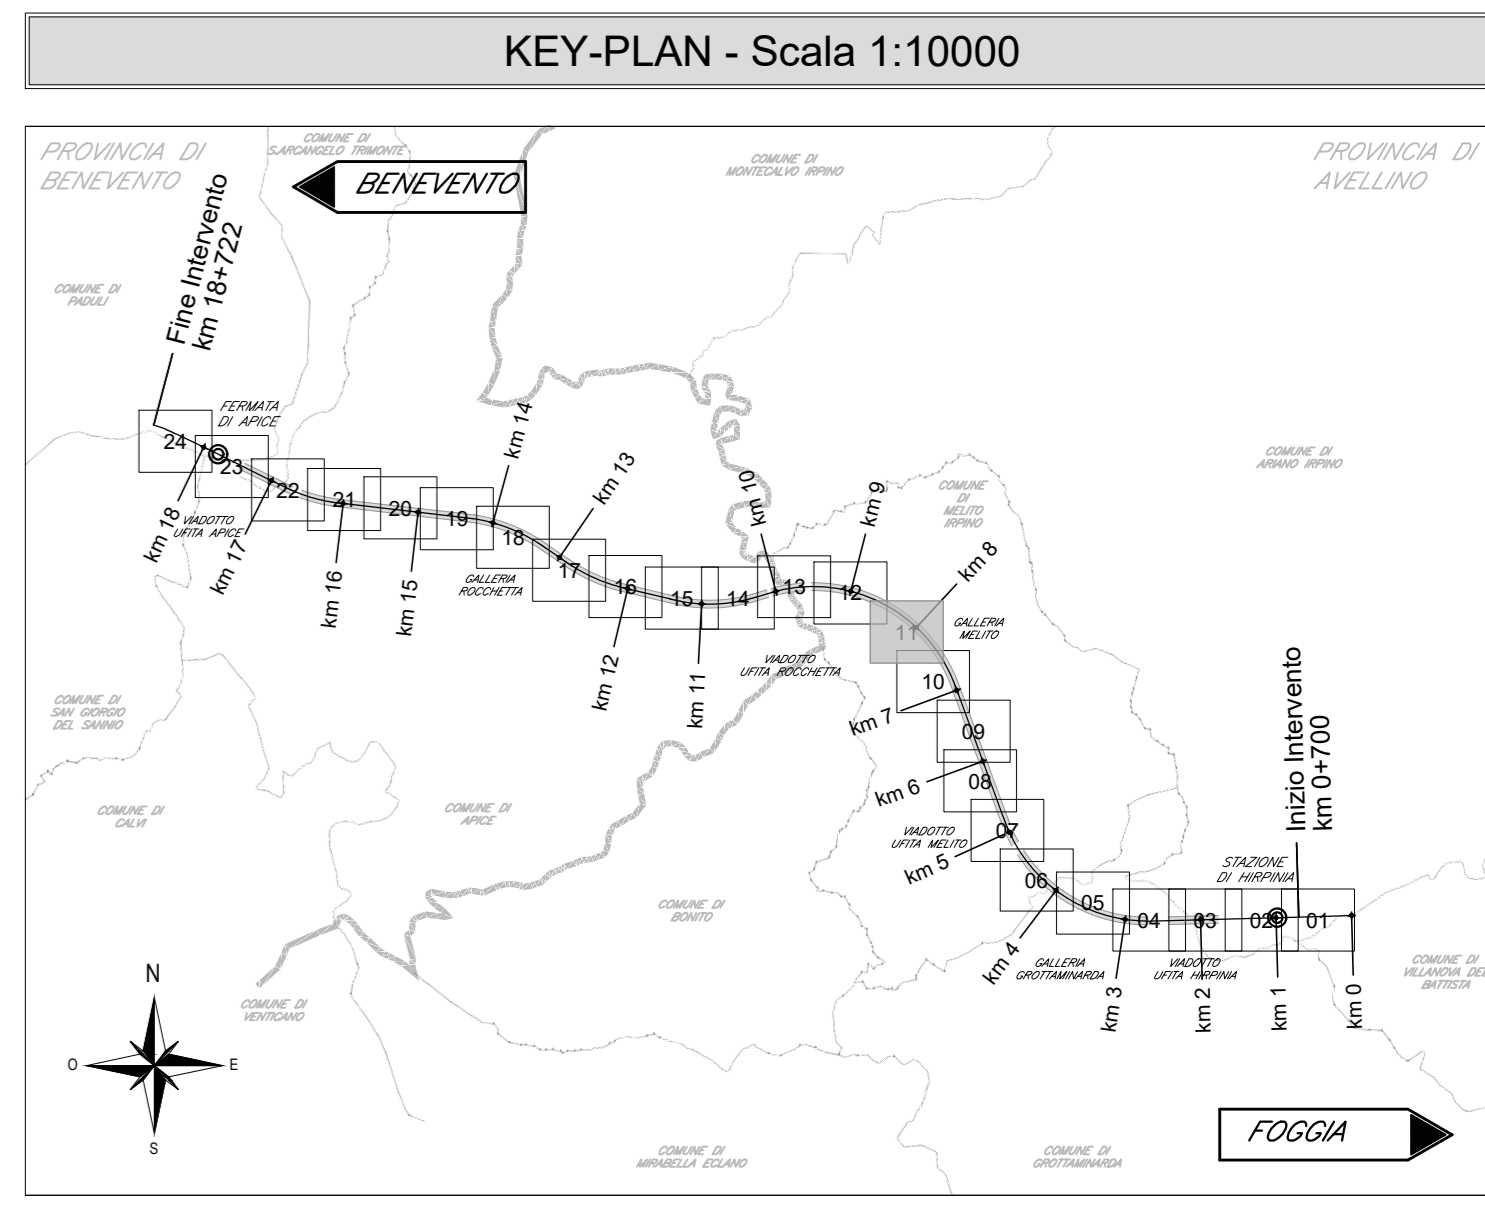 KEY-PLAN - Scala 1:10000
PROVINCIA DI
BENEVENTO
COMUNE DI
S.ARCANGELO TRIMONTE
BENEVENTO
COMUNE DI
MONTECALVO IRPINO
PROVINCIA DI
AVELLINO
Fine Intervento
km 18+722
COMUNE DI
PADULI
FERMATA
DI APICE
24
23
22
21
20
19
18
17
16
15
14
13
12
11
10
09
08
07
06
05
04
03
02
01
km 18
km 17
km 16
km 15
km 14
km 13
km 12
km 11
km 10
km 9
km 8
km 7
km 6
km 5
km 4
km 3
km 2
km 1
km 0
VIADOTTO
UFITA APICE
GALLERIA
ROCCHETTA
VIADOTTO
UFITA ROCCHETTA
GALLERIA
MELITO
COMUNE
DI
MELITO
IRPINO
COMUNE DI
ARIANO IRPINO
COMUNE DI
SAN GIORGIO
DEL SANNIO
COMUNE DI
CALVI
COMUNE DI
APICE
COMUNE DI
BONITO
VIADOTTO
UFITA MELITO
Inizio Intervento
km 0+700
STAZIONE
DI HIRPINIA
GALLERIA
GROTTAMINARDA
VIADOTTO
UFITA HIRPINIA
COMUNE DI
VILLANOVA DEL
BATTISTA
COMUNE DI
VENTICANO
N
O
E
S
COMUNE DI
MIRABELLA ECLANO
COMUNE DI
GROTTAMINARDA
FOGGIA